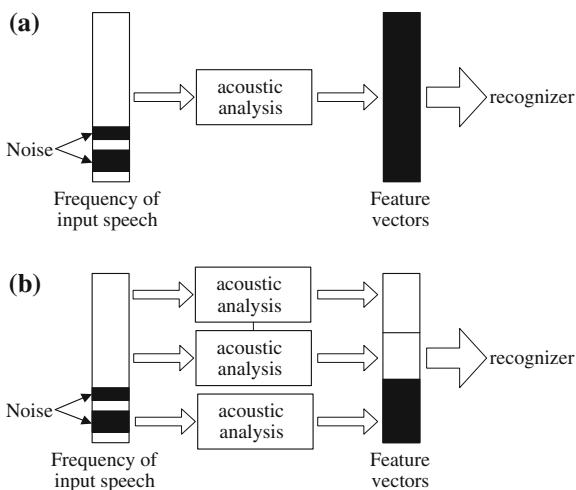 (a)
acoustic
analysis
recognizer
Noise
Frequency of
input speech
Feature
vectors
(b)
acoustic
analysis
acoustic
analysis
recognizer
Noise
acoustic
analysis
Frequency of
input speech
Feature
vectors